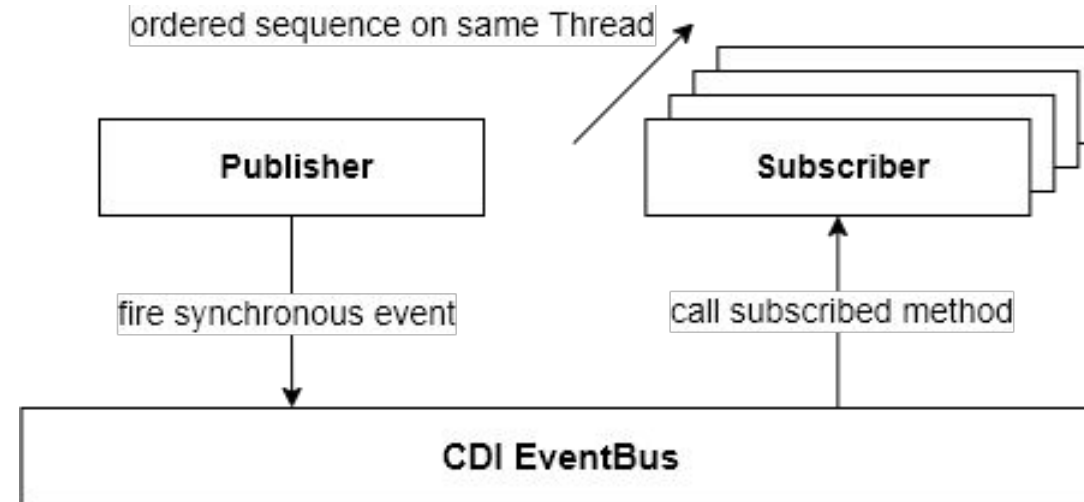 ordered sequence on same Thread
Publisher
Subscriber
fire synchronous event
call subscribed method
CDI EventBus